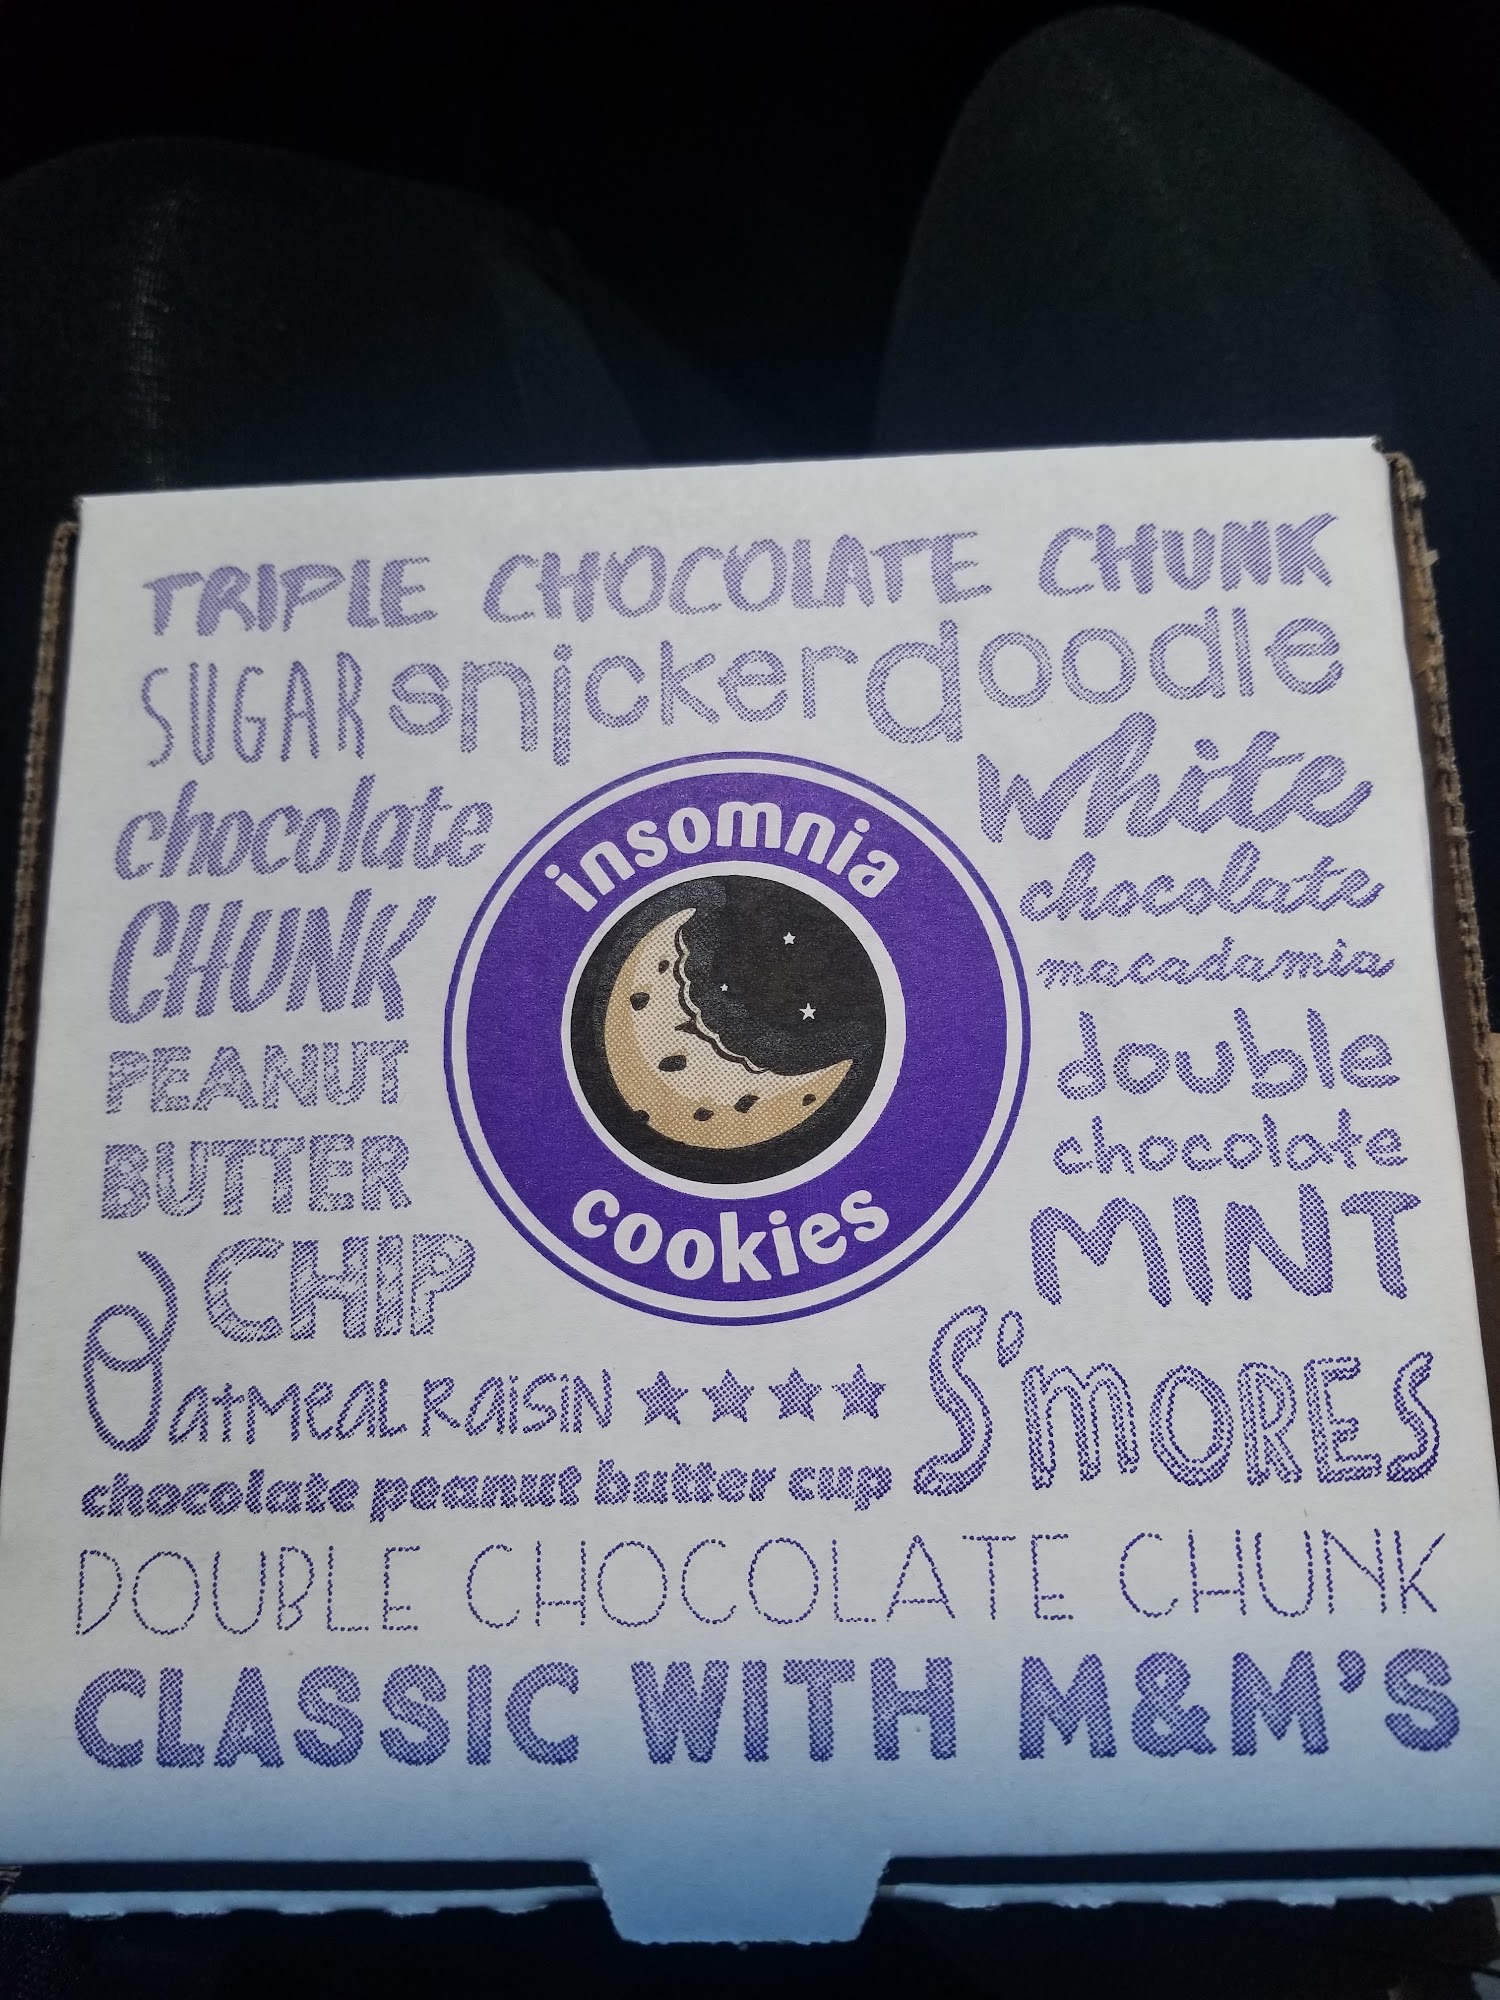 TRIPLE CHOCOLATE CHUNK
SUGAR snickerdoodle
chocolate
CHUNK
PEANUT
BUTTER
CHIP
insomnia
cookies
White
chocolate
macadamia
double
chocolate
MINT
Oatmeal Raisin
S'MORES
chocolate peanut butter cup
DOUBLE CHOCOLATE CHUNK
CLASSIC WITH M&M'S